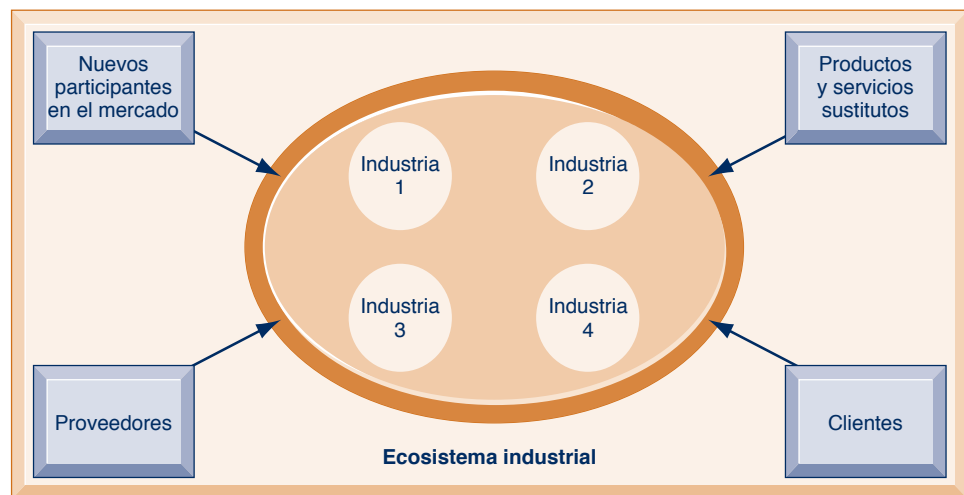 Nuevos
participantes
en el mercado
Productos
y servicios
sustitutos
Industria
1
Industria
2
Industria
3
Industria
4
Proveedores
Clientes
Ecosistema industrial